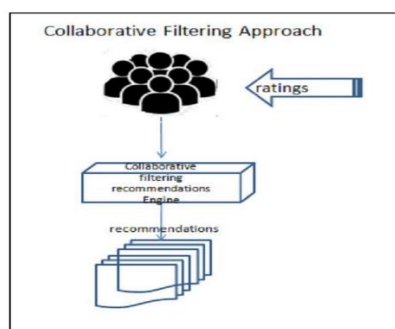 Collaborative Filtering Approach
ratings
Collaborative
filtering
recommendations
Engine
recommendations